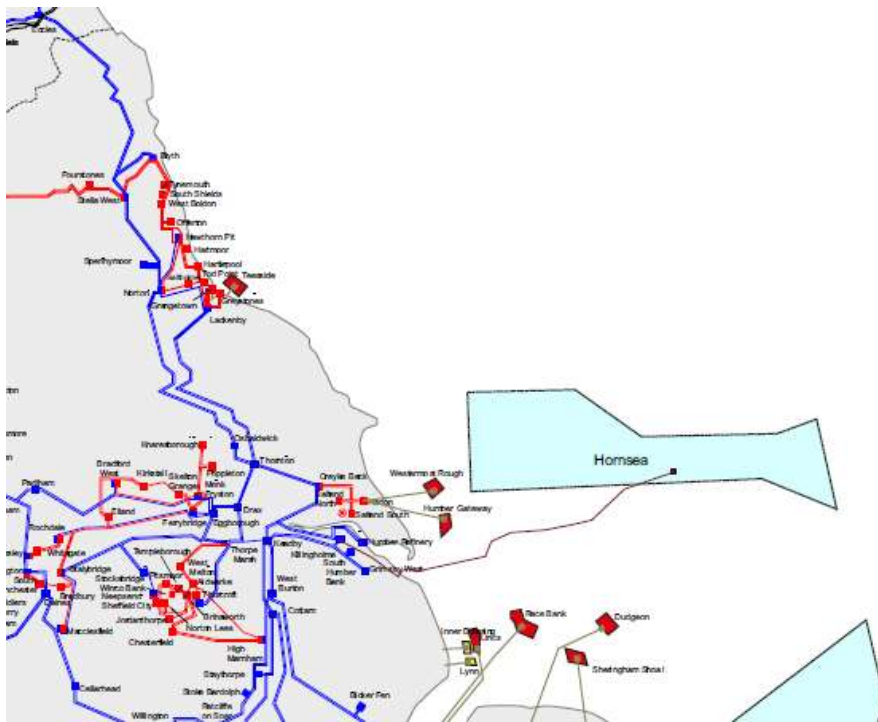 Eccles
Blyth
Fourstones
Tynemouth
South Shields
Stella West
West Boldon
Offerton
Hawthorn Pit
Hartmoor
Spennymoor
Hartlepool
Tod Point
Teesside
Norton
Grangetown
Greystones
Lackenby
Osbaldwick
Knaresborough
Poppleton
Thornton
Bradford
West
Kirkstall
Skelton
Grange
Monk
Fryston
Creyke Beck
Westermost Rough
Hornsea
Padiham
Saltend
North
Hedon
Elland
Ferrybridge
Eggborough
Drax
Saltend South
Humber Gateway
Rochdale
Keadby
Humber Refinery
Whitegate
Templeborough
Thorpe
Marsh
Killingholme
South
Humber
Bank
Grimsby West
Stalybridge
Stocksbridge
Pitsmoor
West
Melton
Aldwarke
West
Burton
South
Bradbury
Winco Bank
Neepsend
Sheffield City
Thurcroft
Cottam
Race Bank
Dudgeon
Jordanthorpe
Brinsworth
Norton Lees
Macclesfield
Chesterfield
High
Marnham
Inner Dowsing
Lincs
Lynn
Sheringham Shoal
Staythorpe
Cellarhead
Stoke Bardolph
Ratcliffe
on Soar
Bicker Fen
Willington